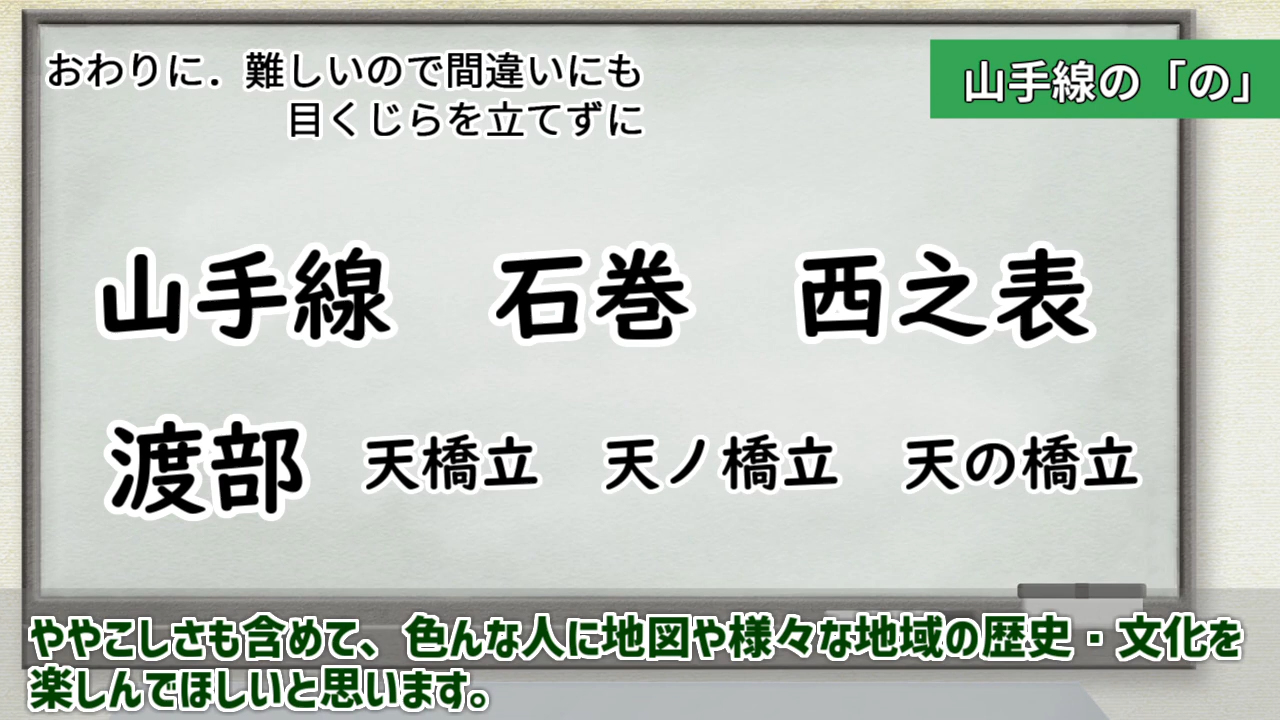 おわりに．難しいので間違いにも
目くじらを立てずに
山手線の「の」
山手線　石巻　西之表
渡部　天橋立　天ノ橋立　天の橋立
ややこしさも含めて、色んな人に地図や様々な地域の歴史・文化を
楽しんでほしいと思います。